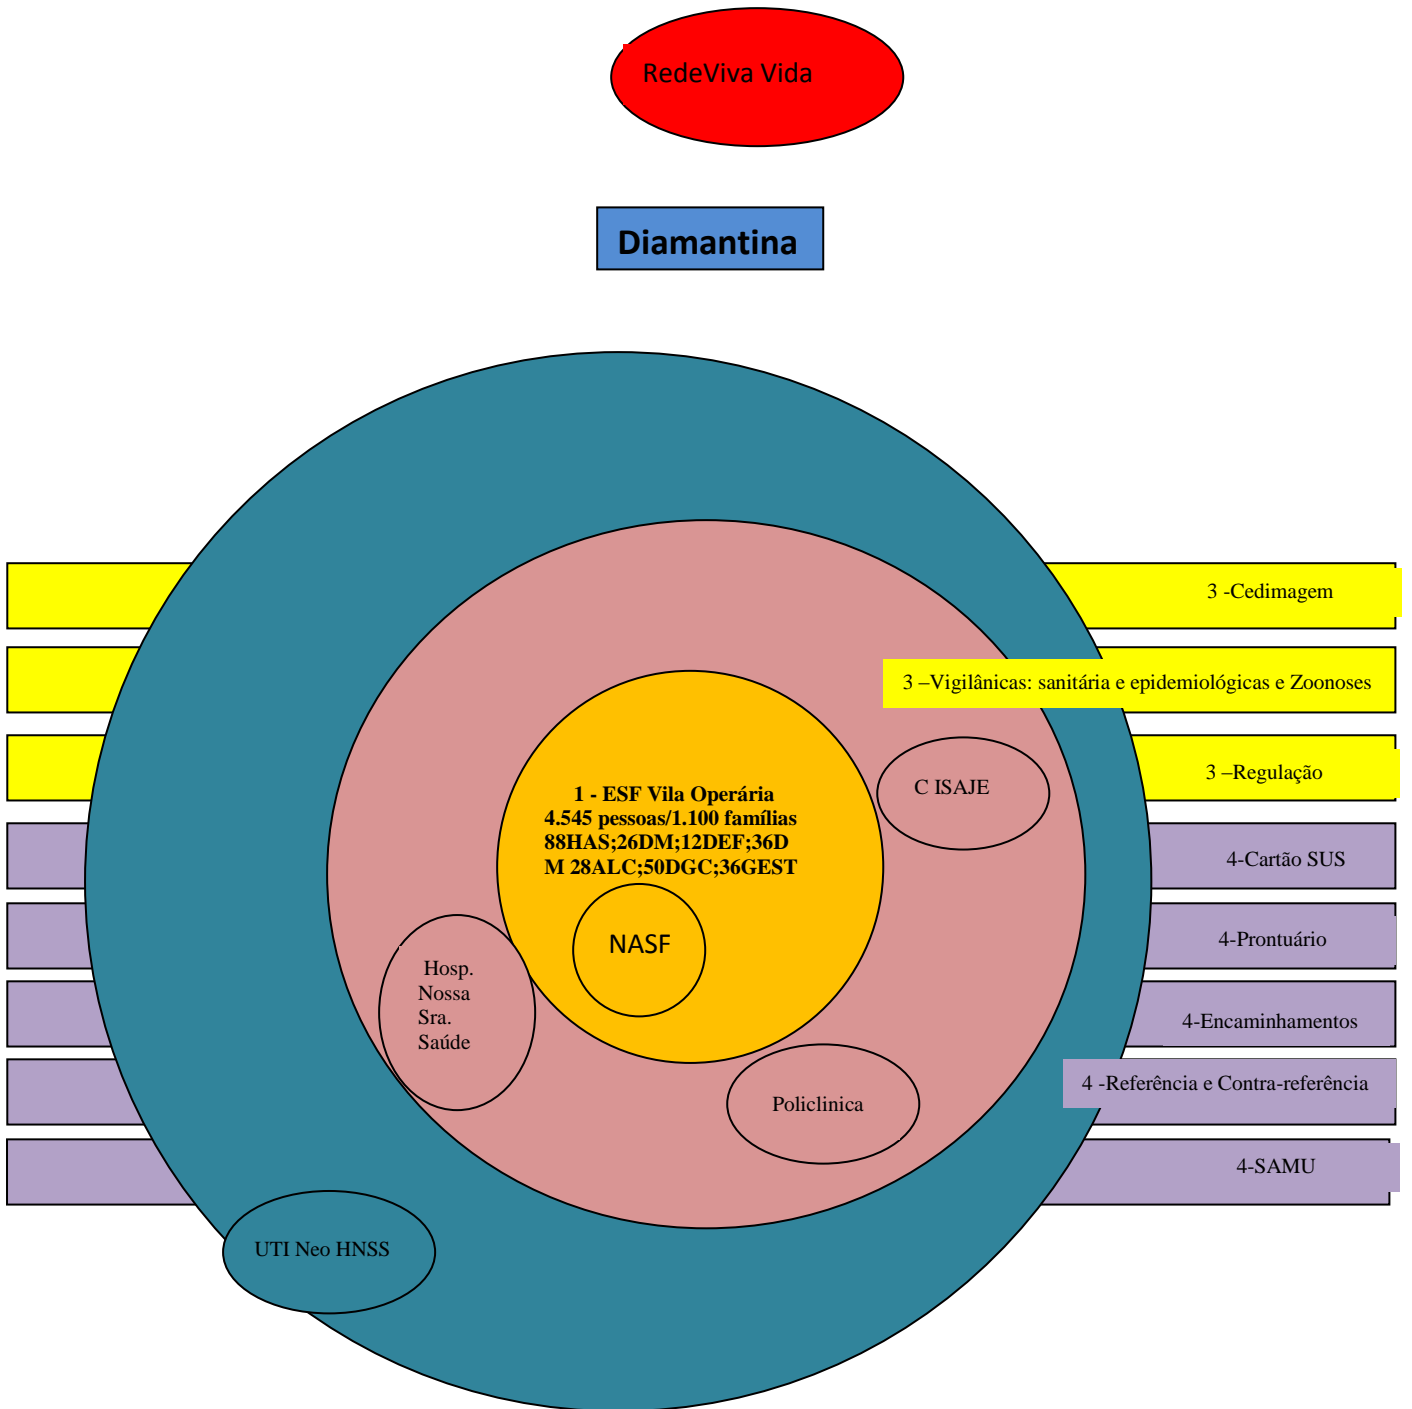 RedeViva Vida
Diamantina
3 -Cedimagem
3 –Vigilânicas: sanitária e epidemiológicas e Zoonoses
3 –Regulação
C ISAJE
1 - ESF Vila Operária
4.545 pessoas/1.100 famílias
88HAS;26DM;12DEF;36D
M 28ALC;50DGC;36GEST
4-Cartão SUS
NASF
4-Prontuário
Hosp.
Nossa
Sra.
Saúde
4-Encaminhamentos
4 -Referência e Contra-referência
Policlinica
4-SAMU
UTI Neo HNSS